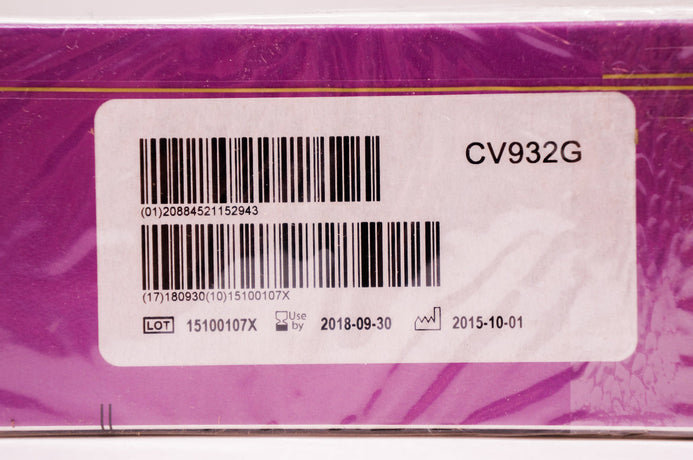 CV932G
(01)20884521152943
(17)180930(10)15100107X
LOT 15100107X Use by 2018-09-30 2015-10-01